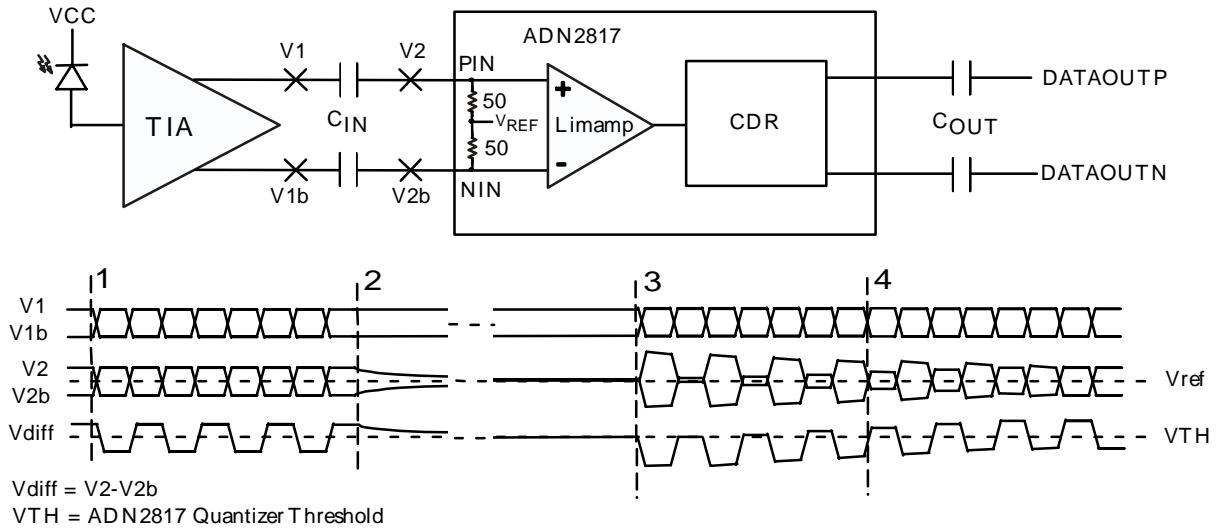 VCC
ADN2817
V1
V2
PIN
TIA
CIN
50
VREF
50
+
Limamp
-
CDR
COUT
DATAOUTP
DATAOUTN
V1b
V2b
NIN
1
2
3
4
V1
V1b
V2
V2b
Vref
Vdiff
VTH
Vdiff = V2-V2b
VTH = ADN2817 Quantizer Threshold